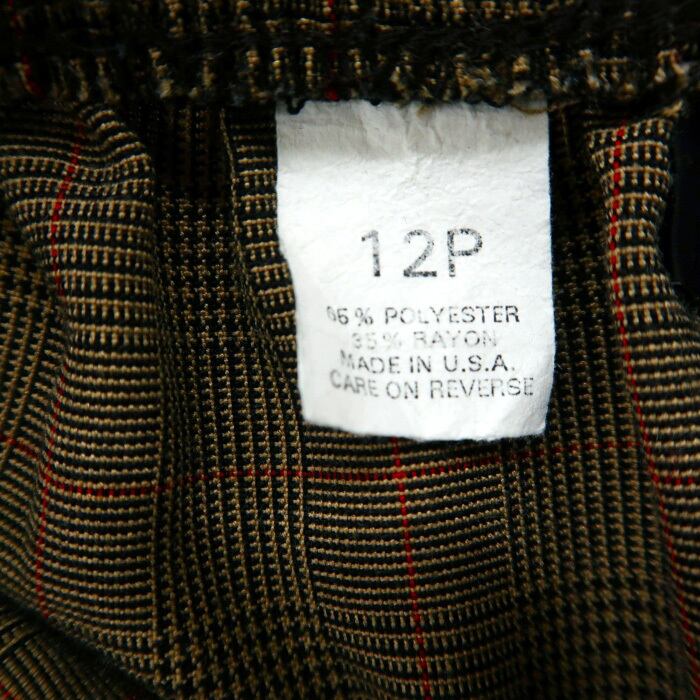 12P
65% POLYESTER
35% RAYON
MADE IN U.S.A.
CARE ON REVERSE